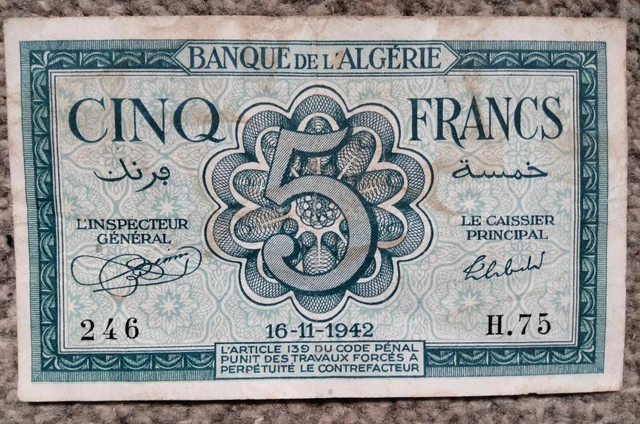 BANQUE DE L'ALGÉRIE
CINQ 5 FRANCS
فرنك خمسة
L'INSPECTEUR
GÉNÉRAL
LE CAISSIER
PRINCIPAL
246
16-11-1942
H.75
L'ARTICLE 139 DU CODE PÉNAL
PUNIT DES TRAVAUX FORCÉS A
PERPÉTUITÉ LE CONTREFACTEUR